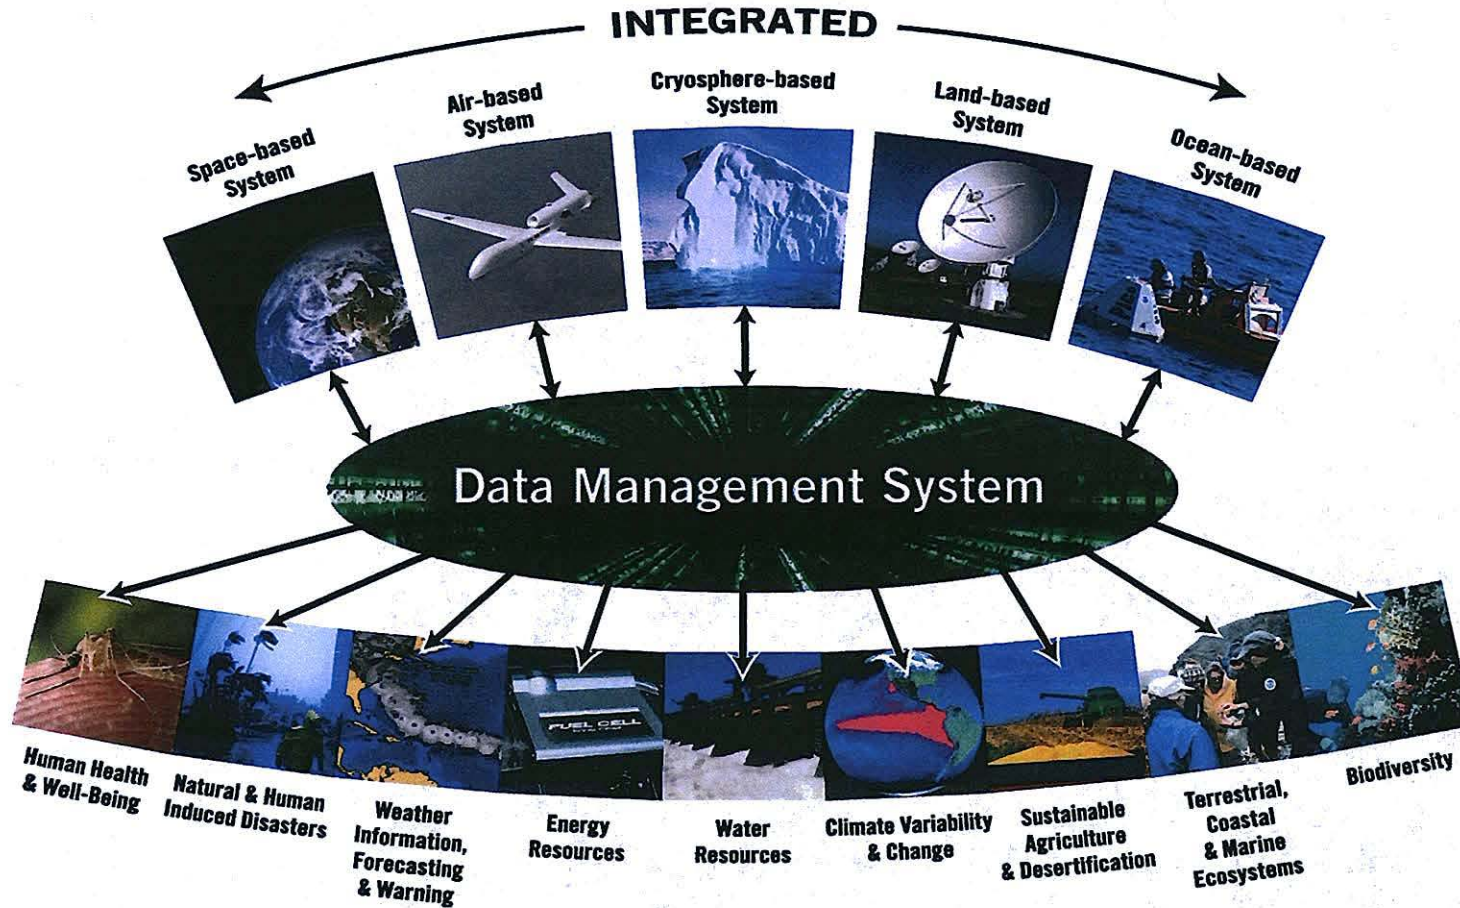 INTEGRATED
Space-based
System
Air-based
System
Cryosphere-based
System
Land-based
System
Ocean-based
System
Data Management System
FUEL CELL
Human Health
& Well-Being
Natural & Human
Induced Disasters
Weather
Information,
Forecasting
& Warning
Energy
Resources
Water
Resources
Climate Variability
& Change
Sustainable
Agriculture
& Desertification
Terrestrial,
Coastal
& Marine
Ecosystems
Biodiversity